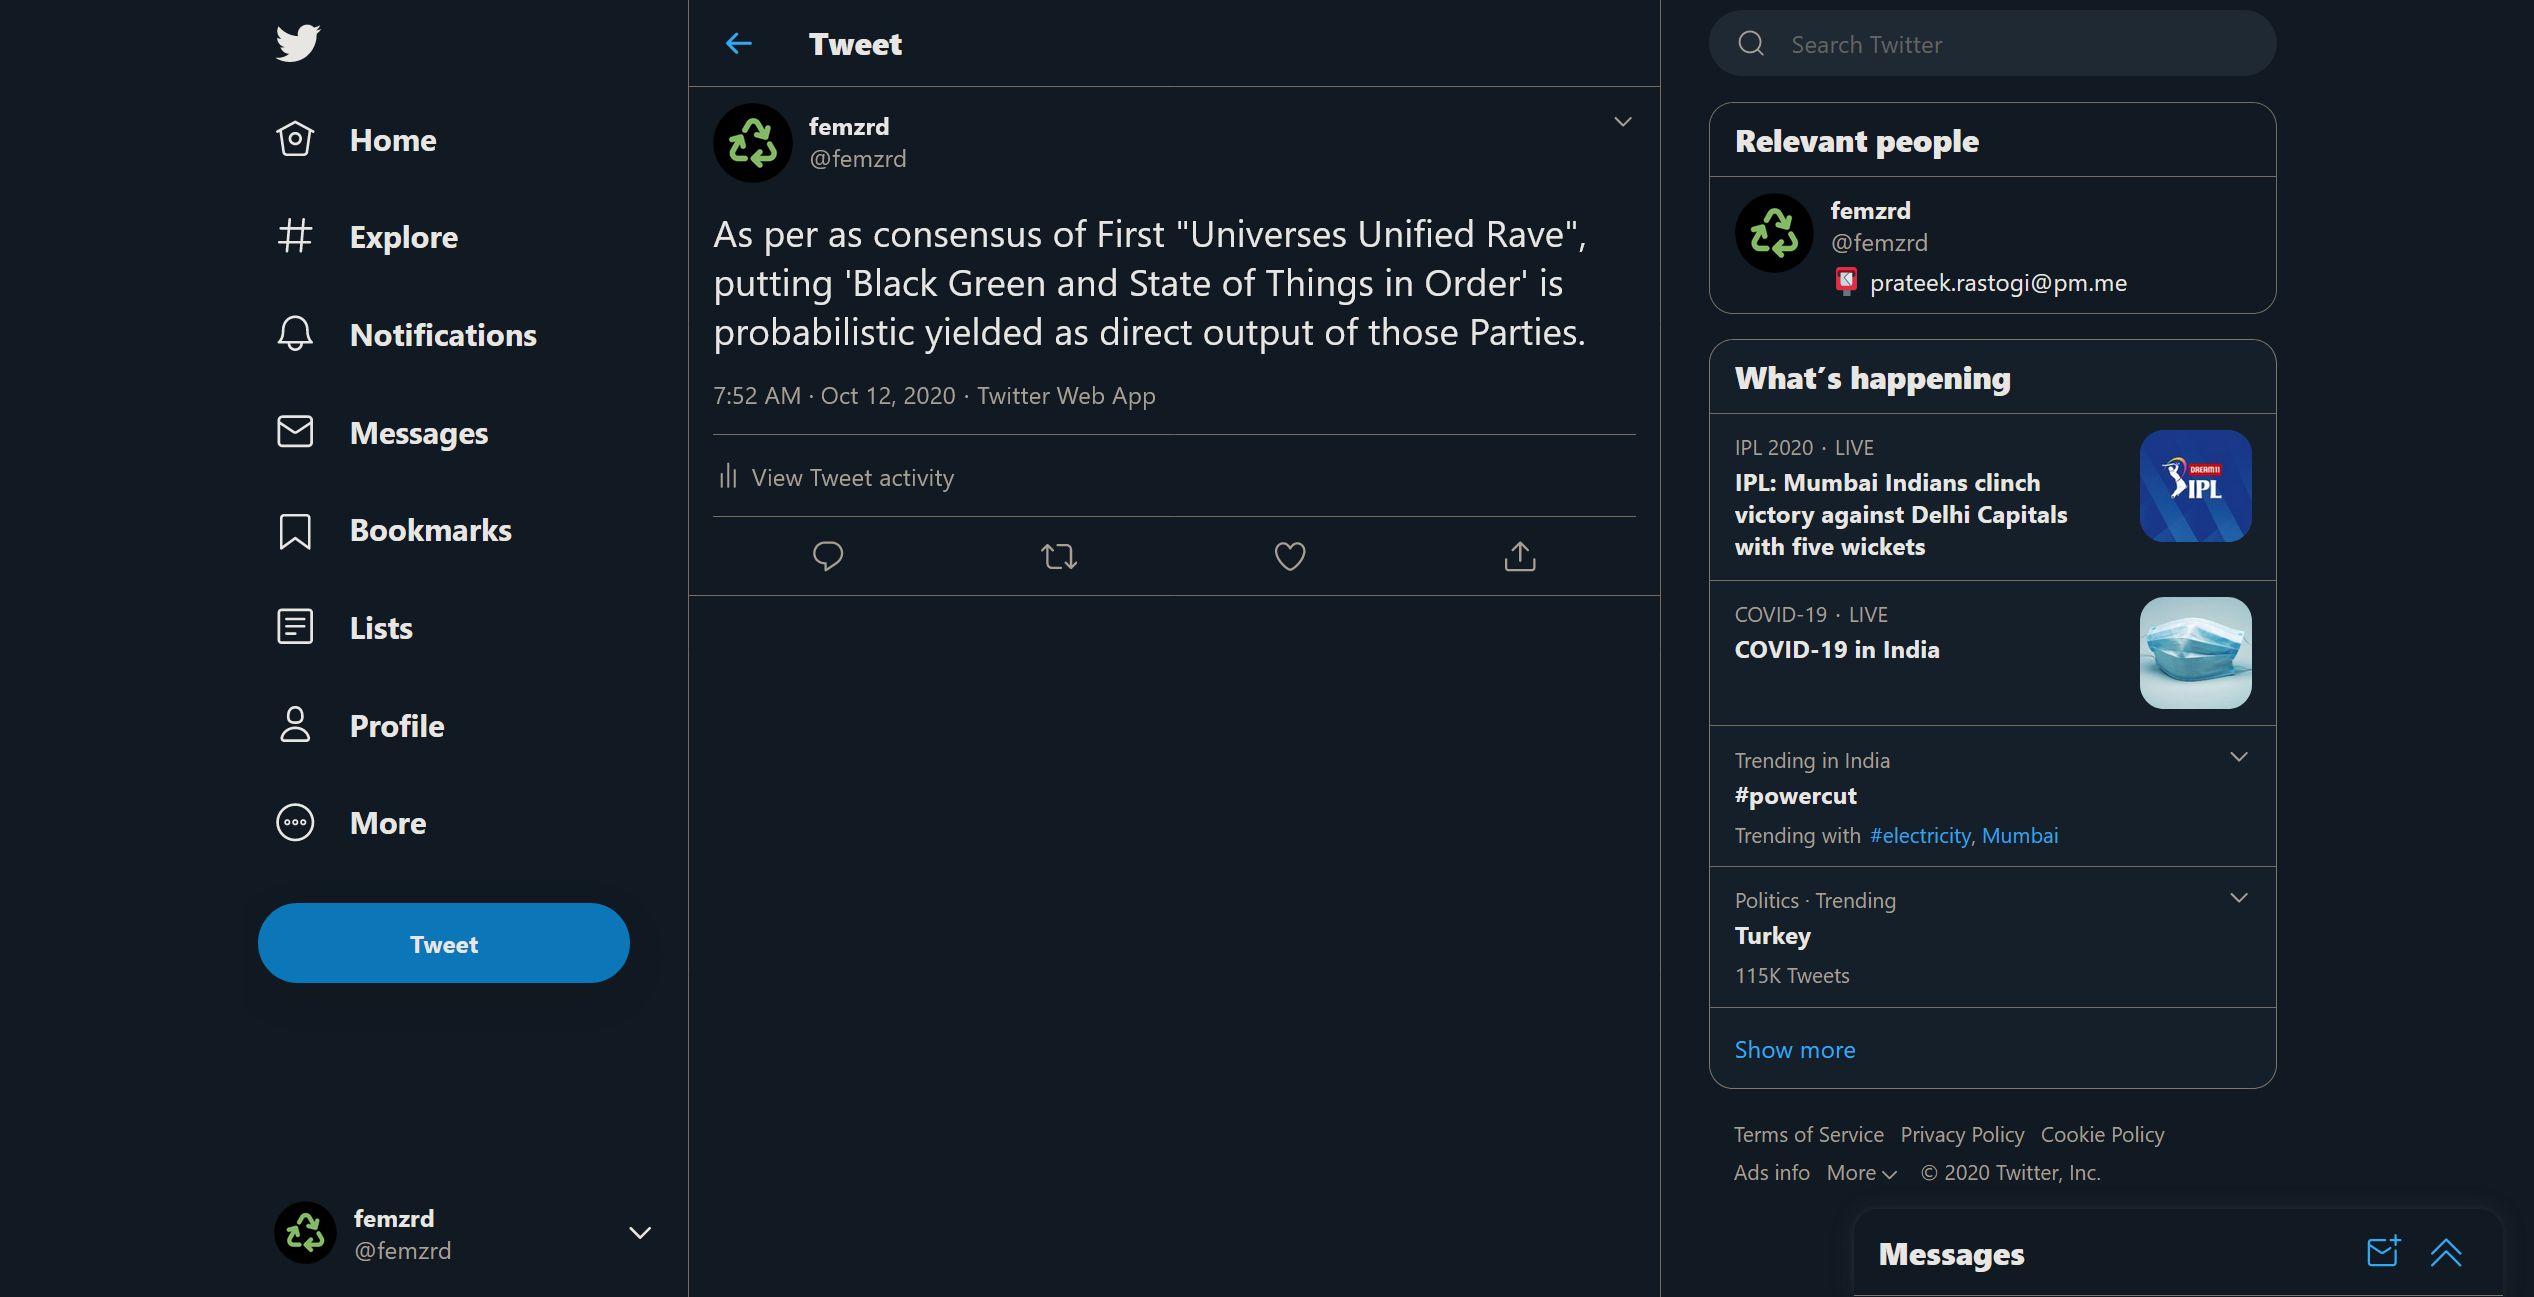 Home
Explore
Notifications
Messages
Bookmarks
Lists
Profile
More
Tweet
femzrd
@femzrd
Tweet
femzrd
@femzrd
As per as consensus of First "Universes Unified Rave",
putting 'Black Green and State of Things in Order' is
probabilistic yielded as direct output of those Parties.
7:52 AM · Oct 12, 2020 · Twitter Web App
View Tweet activity
Search Twitter
Relevant people
femzrd
@femzrd
prateek.rastogi@pm.me
What´s happening
IPL 2020 · LIVE
IPL: Mumbai Indians clinch
victory against Delhi Capitals
with five wickets
DREAM11
IPL
COVID-19 · LIVE
COVID-19 in India
Trending in India
#powercut
Trending with #electricity, Mumbai
Politics · Trending
Turkey
115K Tweets
Show more
Terms of Service Privacy Policy Cookie Policy
Ads info More © 2020 Twitter, Inc.
Messages